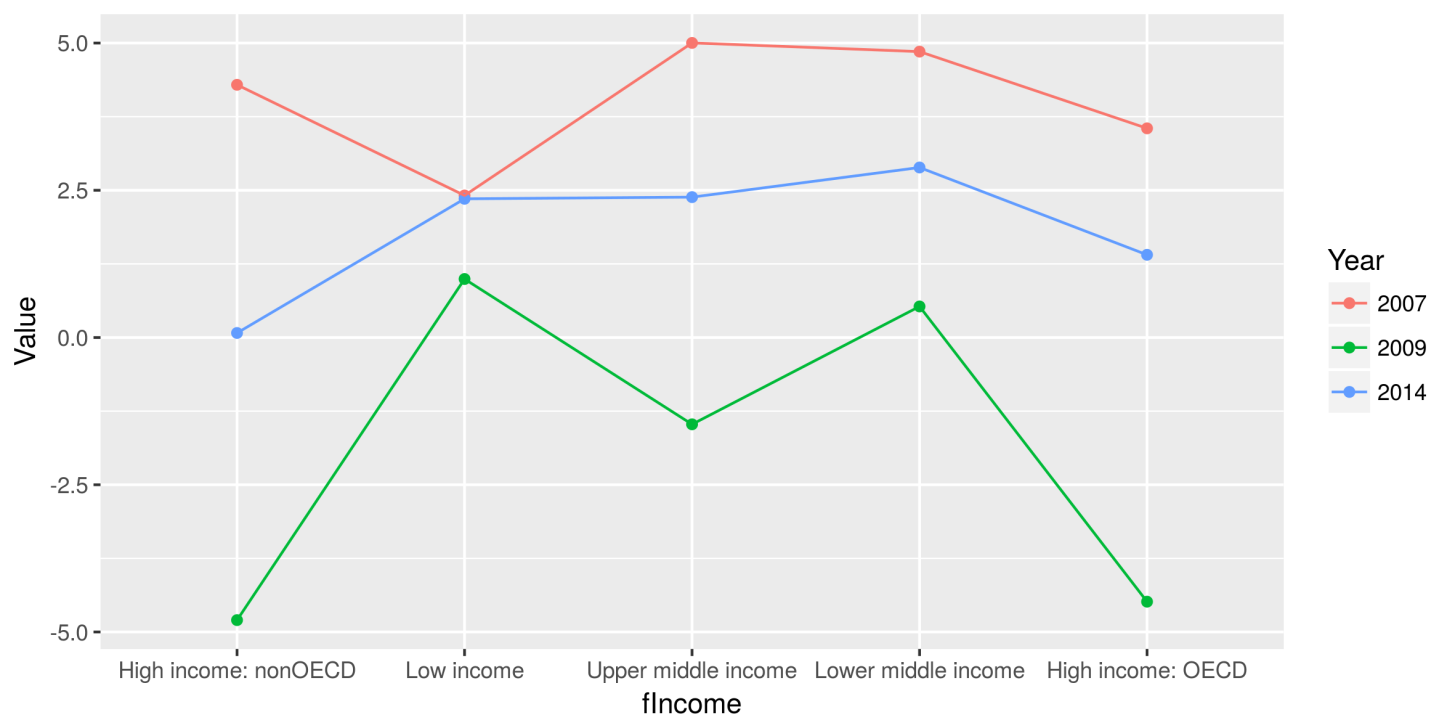 5.0
2.5
0.0
-2.5
-5.0
Value
High income: nonOECD
Low income
Upper middle income
Lower middle income
High income: OECD
fIncome
Year
2007
2009
2014